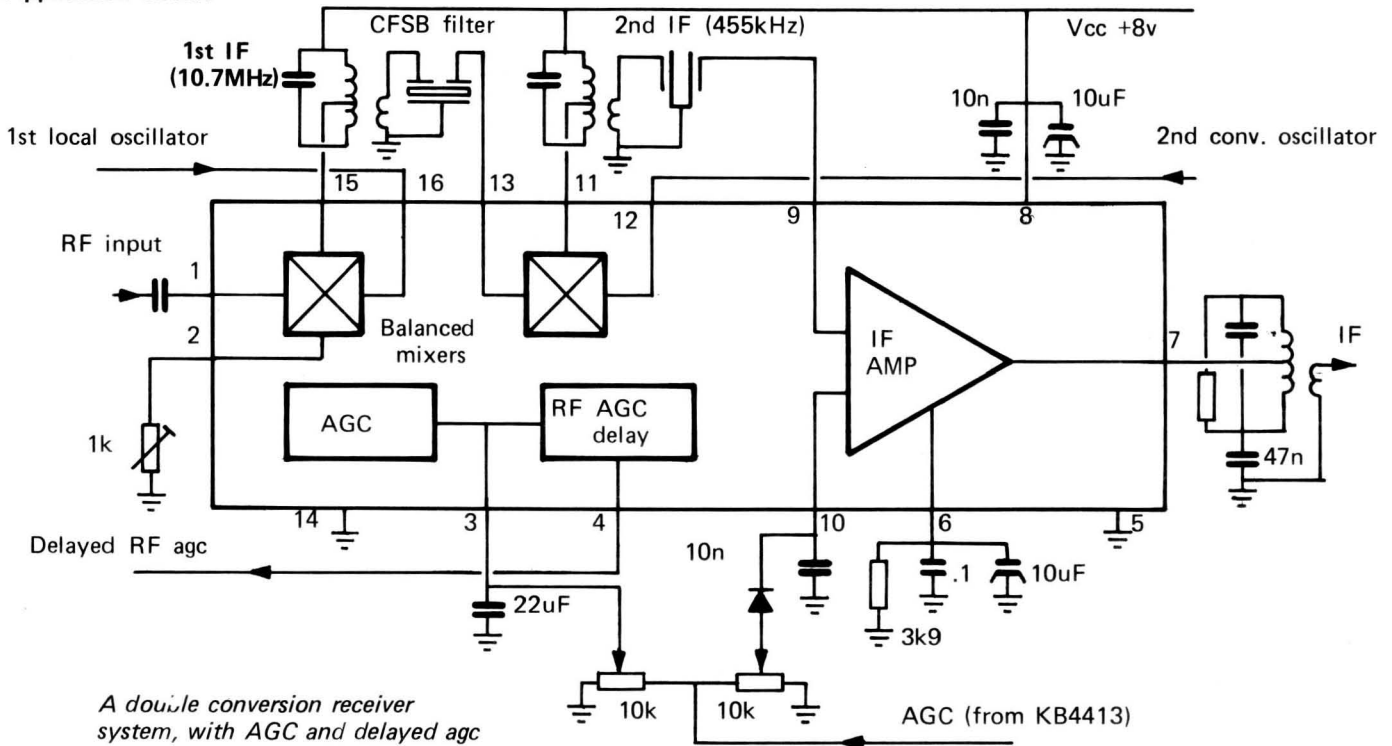 CFSB filter
2nd IF (455kHz)
Vcc +8v
1st IF
(10.7MHz)
10n
10uF
1st local oscillator
2nd conv. oscillator
15
16
13
11
12
9
8
RF input
1
2
Balanced
mixers
IF
AMP
7
IF
AGC
RF AGC
delay
1k
47n
14
3
4
10
6
5
Delayed RF agc
10n
.1
10uF
22uF
3k9
10k
10k
AGC (from KB4413)
A double conversion receiver
system, with AGC and delayed agc